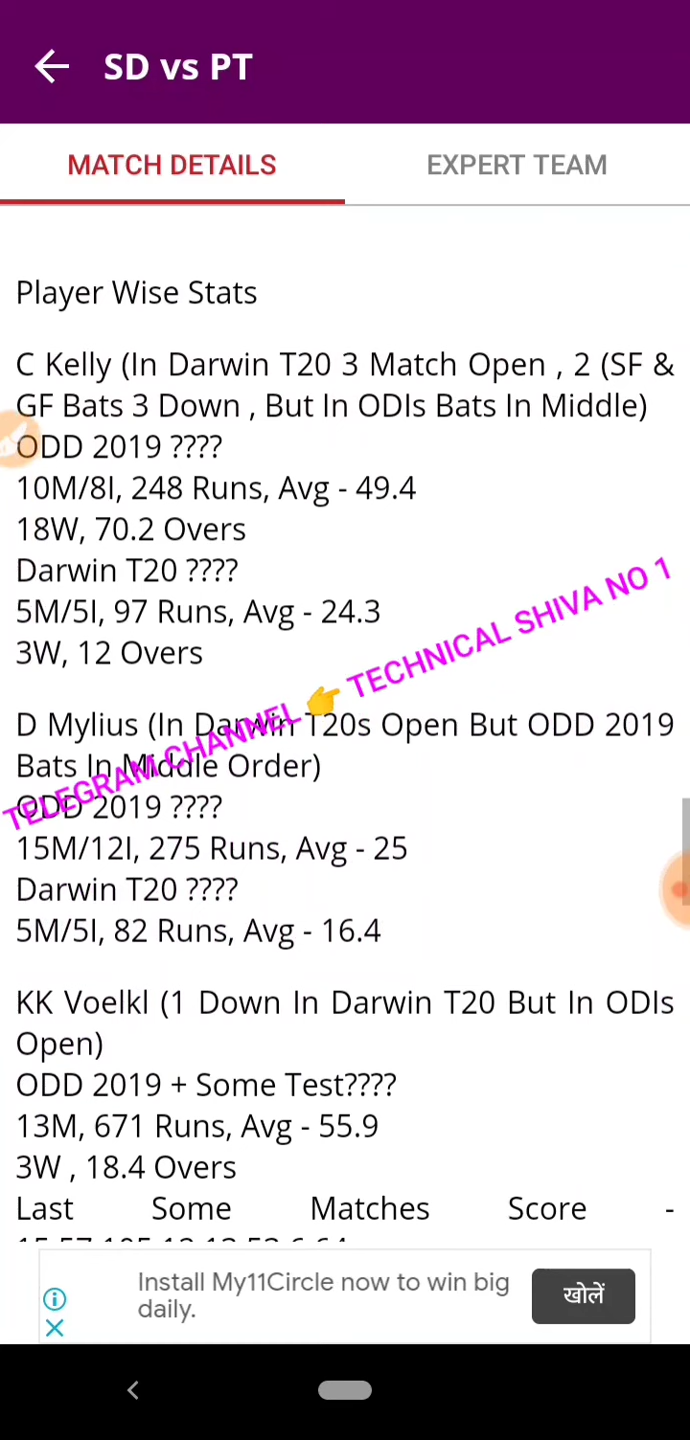 SD vs PT
MATCH DETAILS
EXPERT TEAM
Player Wise Stats
C Kelly (In Darwin T20 3 Match Open , 2 (SF &
GF Bats 3 Down , But In ODIs Bats In Middle)
ODD 2019 ????
10M/8I, 248 Runs, Avg - 49.4
18W, 70.2 Overs
Darwin T20 ????
5M/5I, 97 Runs, Avg - 24.3
3W, 12 Overs
TELEGRAM CHANNEL 👉 TECHNICAL SHIVA NO 1
D Mylius (In Darwin T20s Open But ODD 2019
Bats In Middle Order)
ODD 2019 ????
15M/12I, 275 Runs, Avg - 25
Darwin T20 ????
5M/5I, 82 Runs, Avg - 16.4
KK Voelkl (1 Down In Darwin T20 But In ODIs
Open)
ODD 2019 + Some Test????
13M, 671 Runs, Avg - 55.9
3W , 18.4 Overs
Last Some Matches Score -
Install My11Circle now to win big
daily.
खोलें